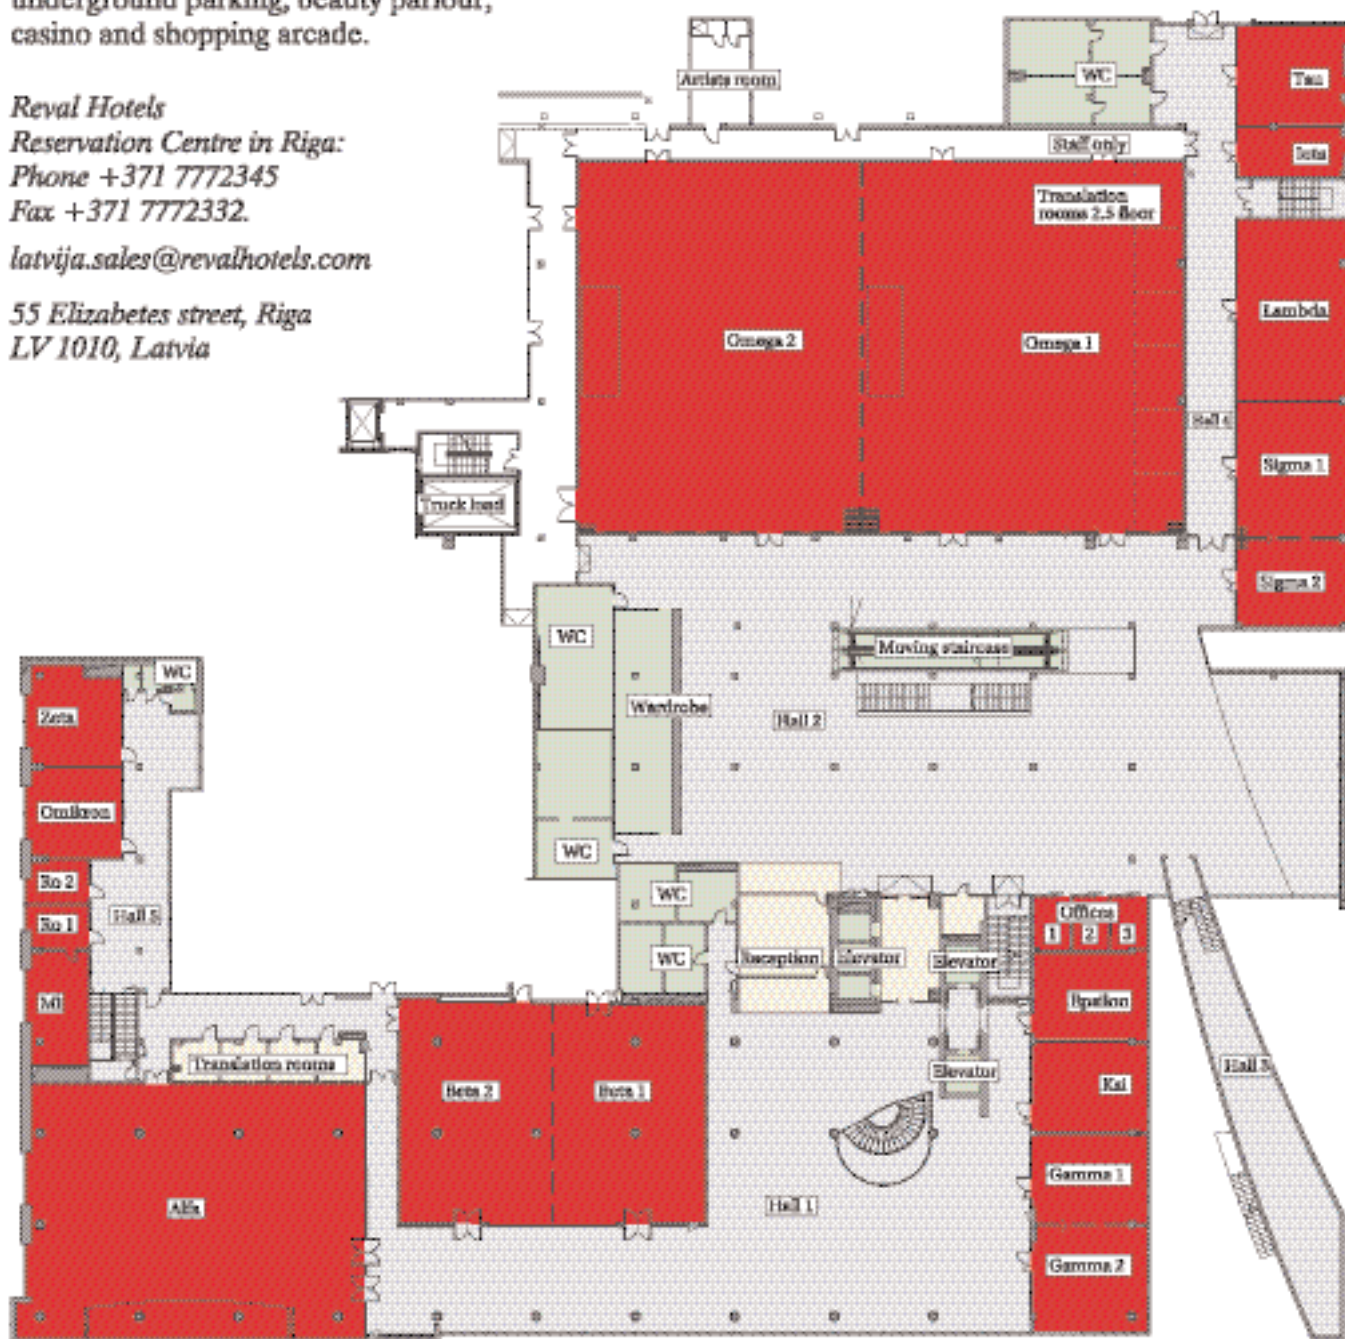 underground parking, beauty parlour,
casino and shopping arcade.
Reval Hotels
Reservation Centre in Riga:
Phone +371 7772345
Fax +371 7772332.
latvija.sales@revalhotels.com
55 Elizabetes street, Riga
LV 1010, Latvia
Artists room
WC
Tau
Staff only
Iota
Translation
rooms 2.5 floor
Lambda
Omega 2
Omega 1
Hall 4
Sigma 1
Truck load
Sigma 2
WC
Moving staircase
WC
Zeta
Wardrobe
Hall 2
Omikron
WC
Ro 2
WC
Hall 5
Offices
1 2 3
Ro 1
WC
Reception
Elevator
Elevator
MI
Epsilon
Translation rooms
Elevator
Hall 3
Beta 2
Beta 1
Ksi
Gamma 1
Alfa
Hall 1
Gamma 2